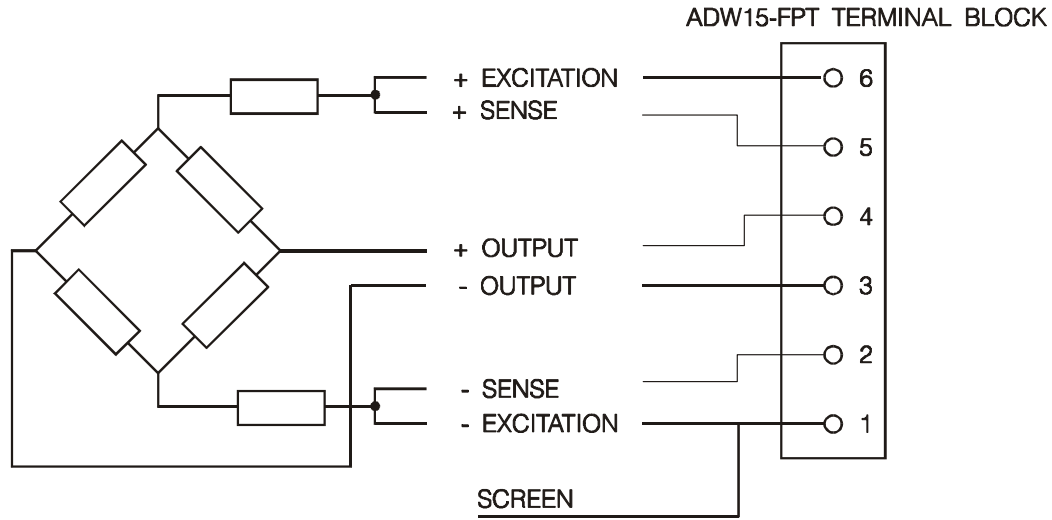 ADW15-FPT TERMINAL BLOCK
+ EXCITATION 6
+ SENSE 5
4
+ OUTPUT
- OUTPUT 3
2
- SENSE
- EXCITATION 1
SCREEN